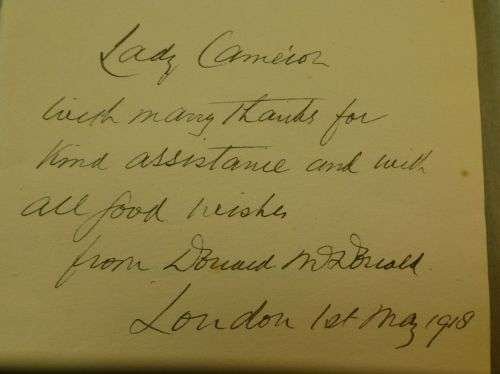 Lady Cameron
with many thanks for
kind assistance and with
all good wishes
from Donald McDonald
London 1st May 1918